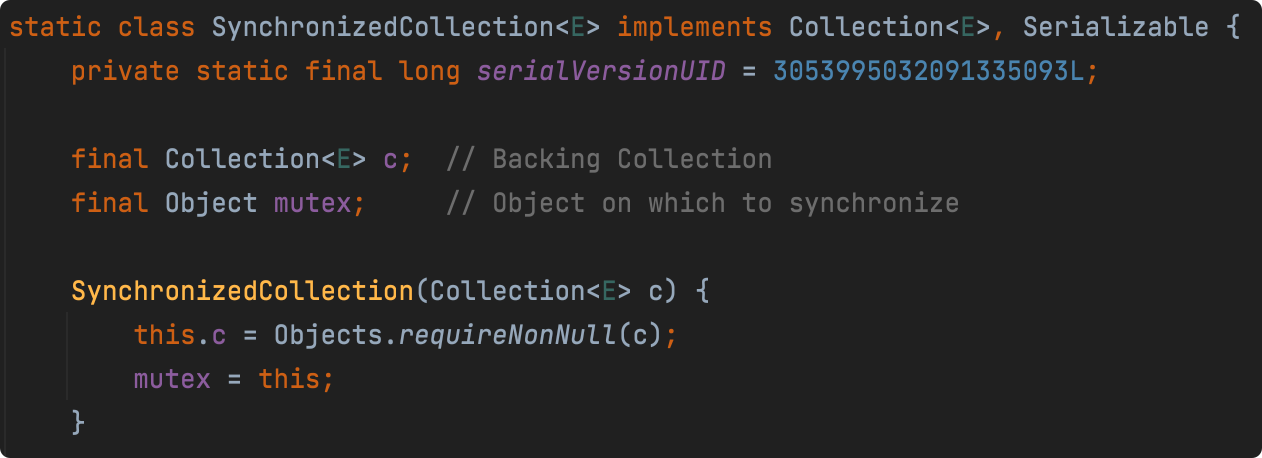 static class SynchronizedCollection<E> implements Collection<E>, Serializable {
private static final long serialVersionUID = 3053995032091335093L;
final Collection<E> c;  // Backing Collection
final Object mutex;     // Object on which to synchronize
SynchronizedCollection(Collection<E> c) {
this.c = Objects.requireNonNull(c);
mutex = this;
}